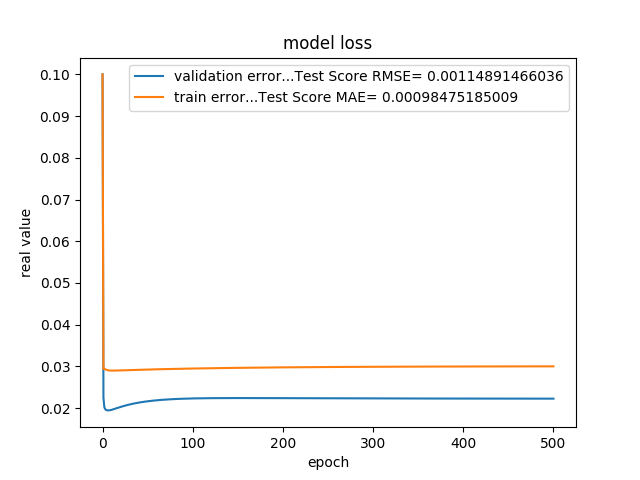 model loss
validation error...Test Score RMSE= 0.00114891466036
train error...Test Score MAE= 0.00098475185009
0.10
0.09
0.08
0.07
0.06
0.05
0.04
0.03
0.02
real value
0 100 200 300 400 500
epoch